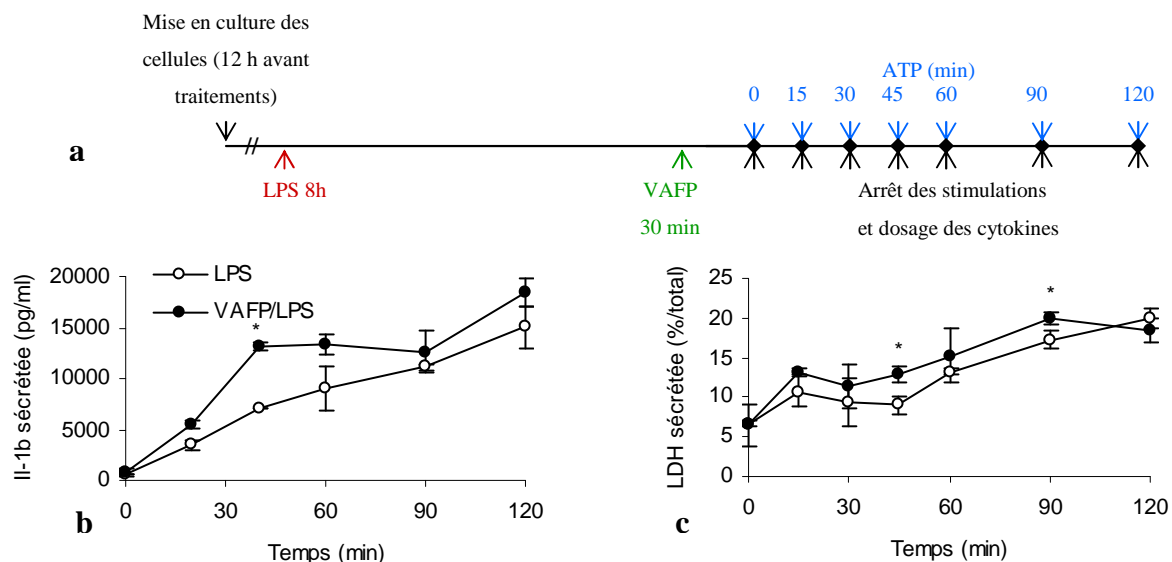 Mise en culture des
cellules (12 h avant
traitements)
ATP (min)
0 15 30 45 60 90 120
a
LPS 8h
VAFP
30 min
Arrêt des stimulations
et dosage des cytokines
Il-1b sécrétée (pg/ml)
20000
15000
10000
5000
0
LPS
VAFP/LPS
*
0 30 60 90 120
Temps (min)
b
LDH sécrétée (%/total)
25
20
15
10
5
0
*
*
0 30 60 90 120
Temps (min)
c